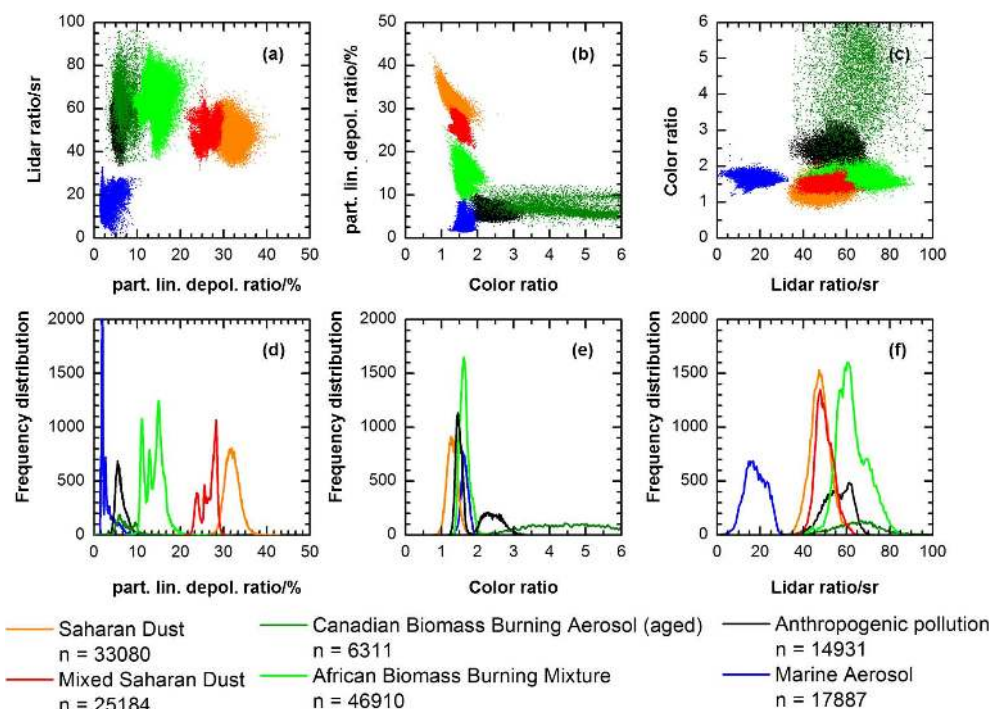 100
80
60
40
20
0
Lidar ratio/sr
(a)
0 10 20 30 40 50
part. lin. depol. ratio/%
50
40
30
20
10
0
part. lin. depol. ratio/%
(b)
0 1 2 3 4 5 6
Color ratio
6
5
4
3
2
1
0
Color ratio
(c)
0 20 40 60 80 100
Lidar ratio/sr
2000
1500
1000
500
0
Frequency distribution
(d)
0 10 20 30 40 50
part. lin. depol. ratio/%
2000
1500
1000
500
0
Frequency distribution
(e)
0 1 2 3 4 5 6
Color ratio
2000
1500
1000
500
0
Frequency distribution
(f)
0 20 40 60 80 100
Lidar ratio/sr
Saharan Dust
n = 33080
Mixed Saharan Dust
n = 25184
Canadian Biomass Burning Aerosol (aged)
n = 6311
African Biomass Burning Mixture
n = 46910
Anthropogenic pollution
n = 14931
Marine Aerosol
n = 17887